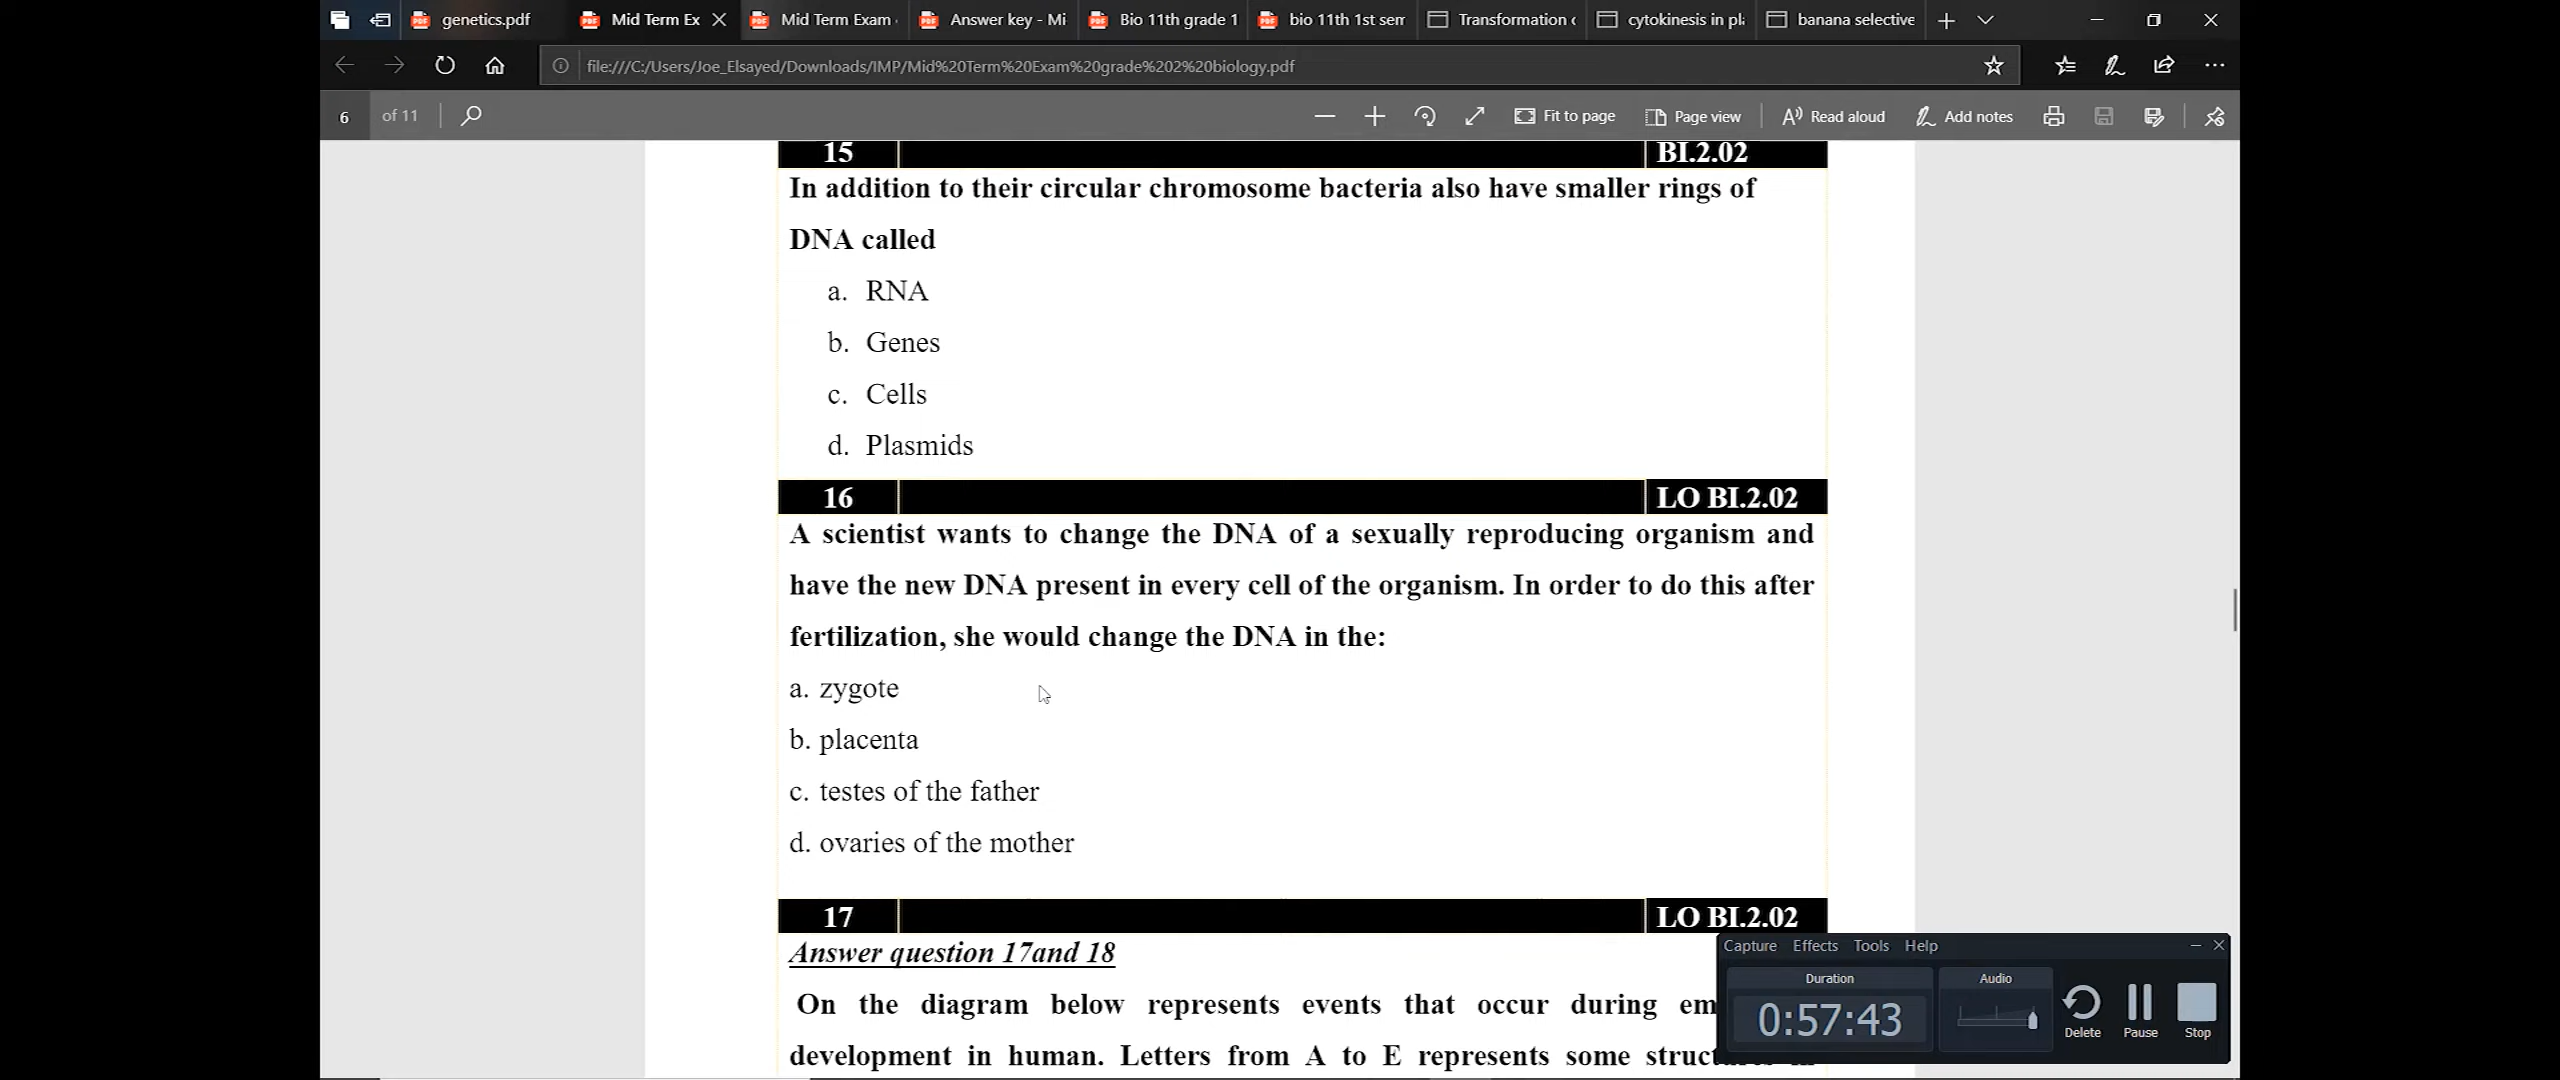 genetics.pdf
Mid Term Ex
Mid Term Exam
Answer key - Mi
Bio 11th grade 1
bio 11th 1st sem
Transformation
cytokinesis in pl
banana selective
file:///C:/Users/Joe_Elsayed/Downloads/IMP/Mid%20Term%20Exam%20grade%202%20biology.pdf
6 of 11
Fit to page
Page view
Read aloud
Add notes
15 BI.2.02
In addition to their circular chromosome bacteria also have smaller rings of
DNA called
a. RNA
b. Genes
c. Cells
d. Plasmids
16 LO BI.2.02
A scientist wants to change the DNA of a sexually reproducing organism and
have the new DNA present in every cell of the organism. In order to do this after
fertilization, she would change the DNA in the:
a. zygote
b. placenta
c. testes of the father
d. ovaries of the mother
17 LO BI.2.02
Answer question 17and 18
On the diagram below represents events that occur during em
development in human. Letters from A to E represents some struct
Capture Effects Tools Help
Duration
Audio
0:57:43
Delete
Pause
Stop